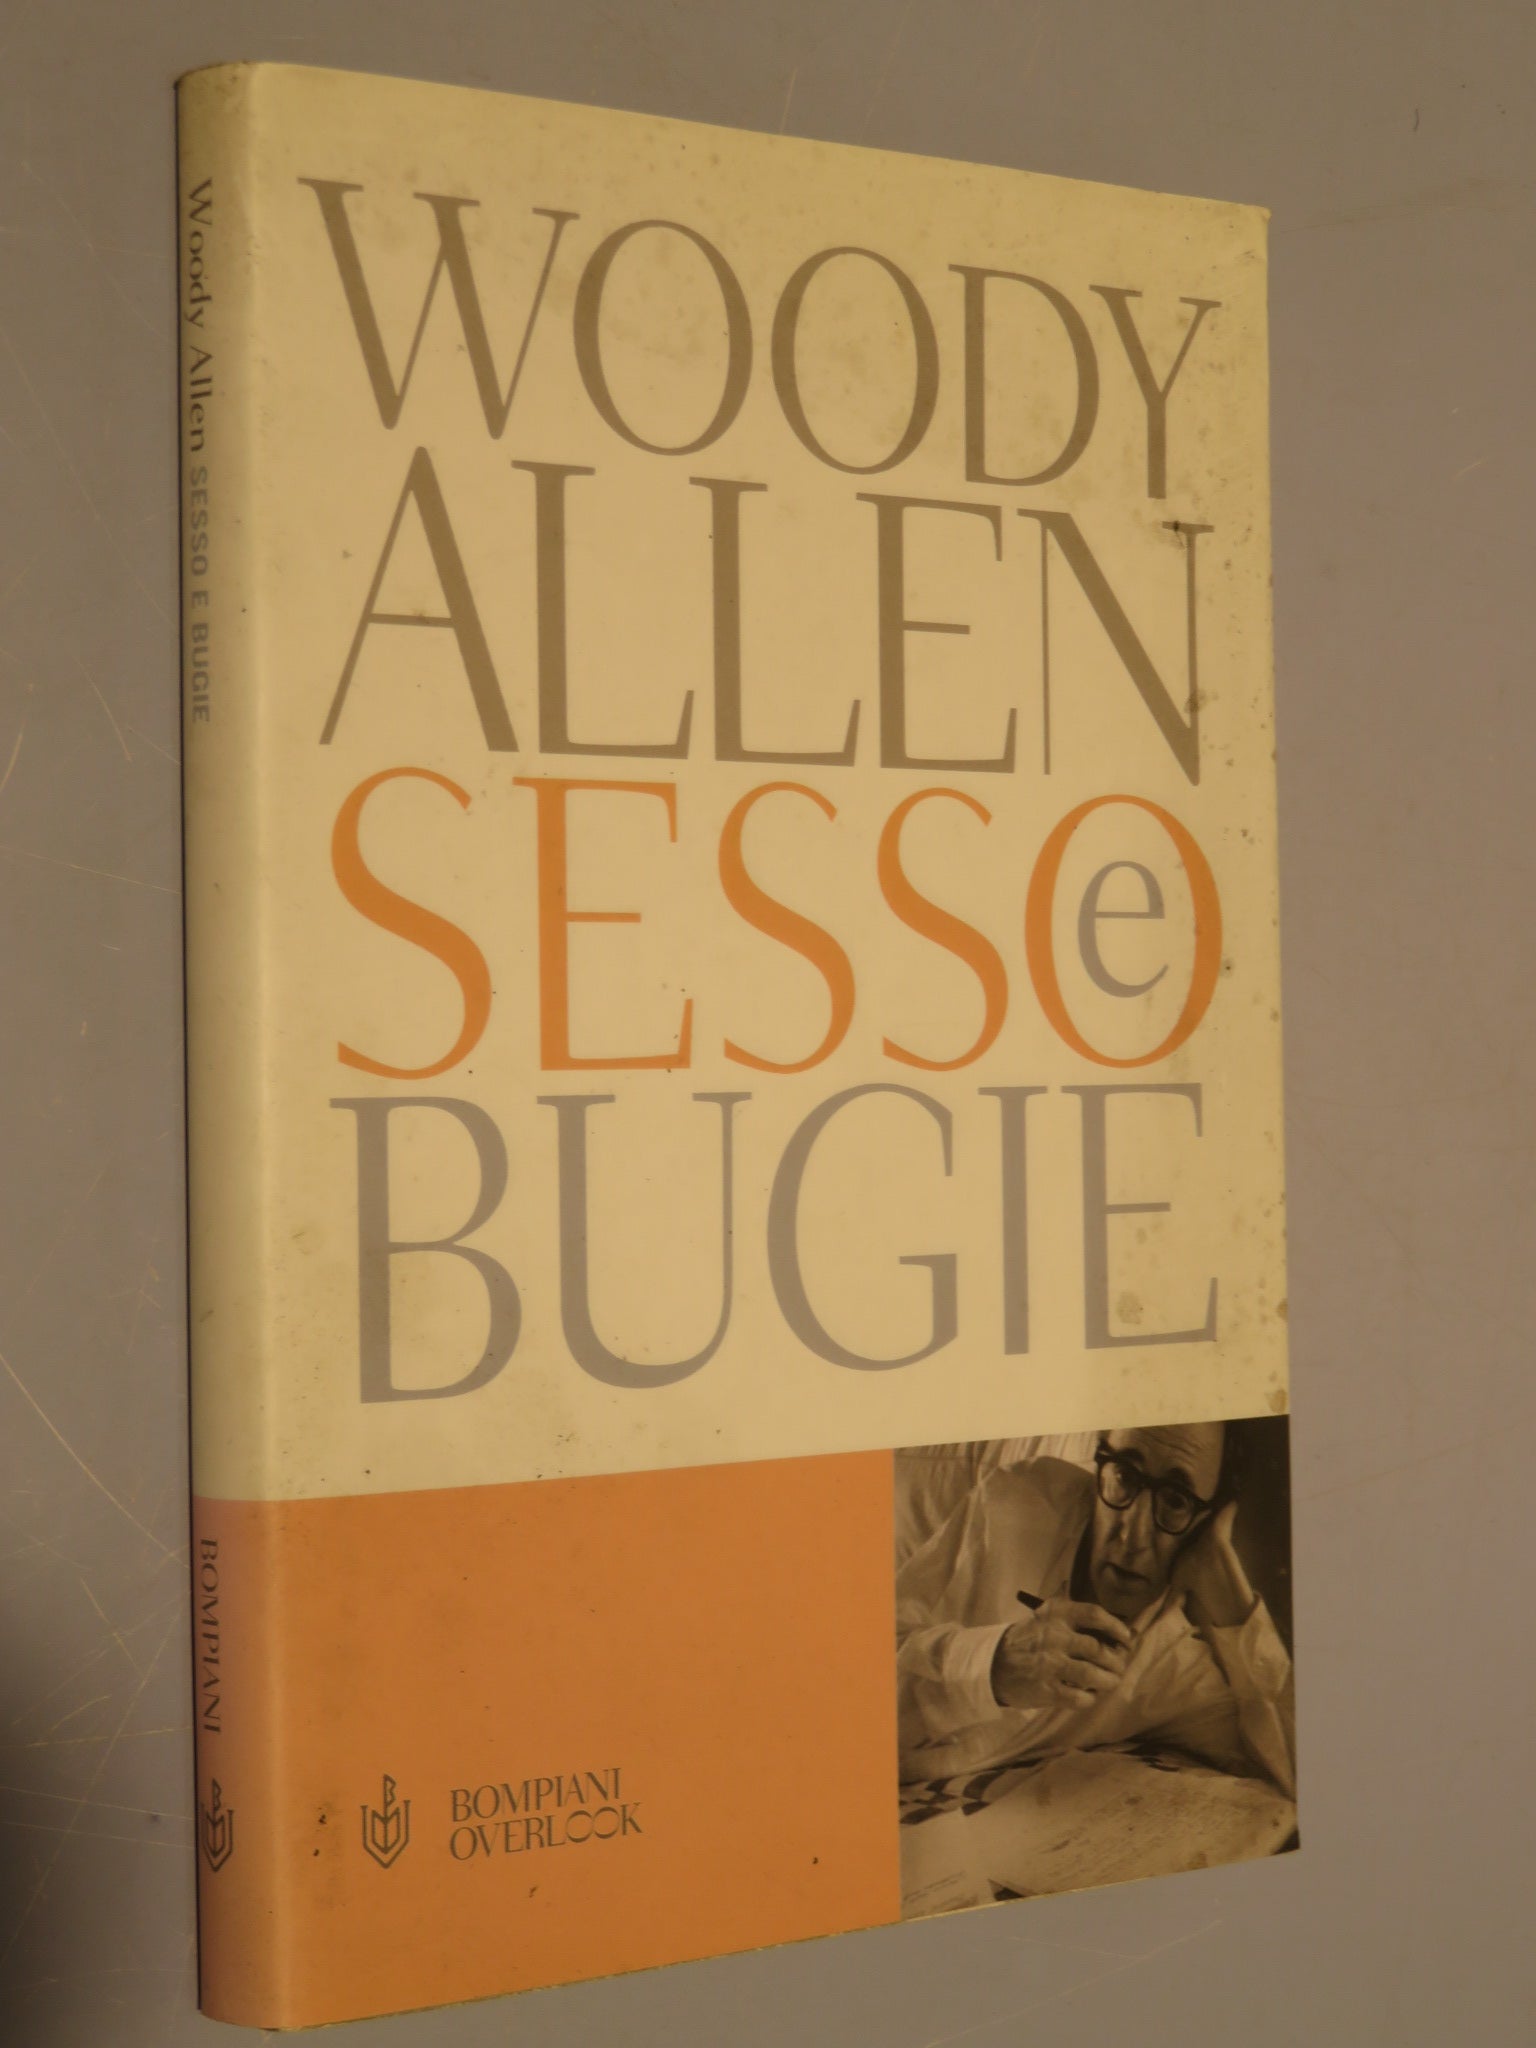 Woody Allen SESSO E BUGIE
BOMPIANI
WOODY
ALLEN
SESSO
e
BUGIE
BOMPIANI
OVERLOOK